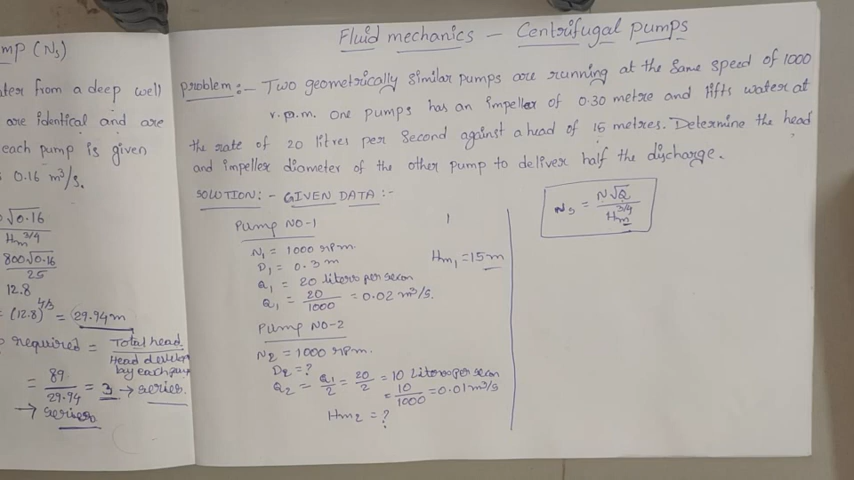 mp (Ns)
ter from a deep well
are identical and are
each pump is given
0.16 m³/s.
√0.16
Hm^3/4
800√0.16
25
12.8
= (12.8)^4/3 = 29.94m
required = Total head
Head develop
by each pump
= 89/29.94 = 3 → series
→ series
Fluid mechanics - Centrifugal pumps
problem:- Two geometrically similar pumps are running at the same speed of 1000
r.p.m. One pumps has an impeller of 0.30 metre and lifts water at
the rate of 20 litres per second against a head of 15 metres. Determine the head
and impeller diameter of the other pump to deliver half the discharge.
SOLUTION:- GIVEN DATA:-
Pump NO-1
N1 = 1000 rpm.
D1 = 0.3 m
Hm1 = 15m
Q1 = 20 liters per secon
Q1 = 20/1000 = 0.02 m³/s.
Pump NO-2
N2 = 1000 rpm.
D2 = ?
Q2 = Q1/2 = 20/2 = 10 Liters per secon
= 10/1000 = 0.01 m³/s
Hm2 = ?
Ns = N√Q/Hm^3/4